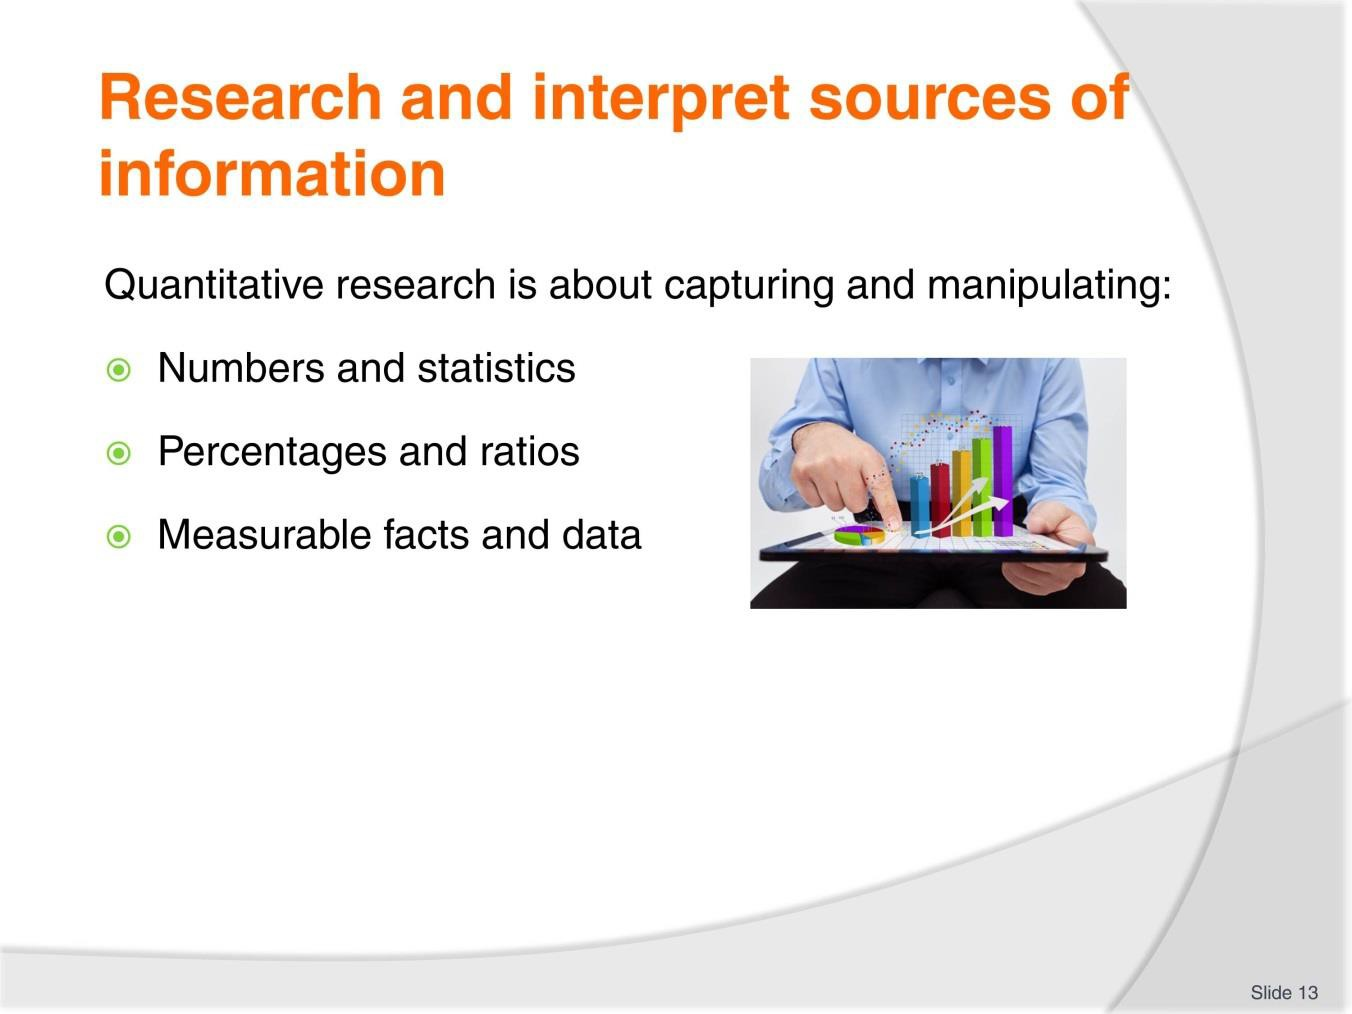 Research and interpret sources of
information
Quantitative research is about capturing and manipulating:
Numbers and statistics
Percentages and ratios
Measurable facts and data
Slide 13